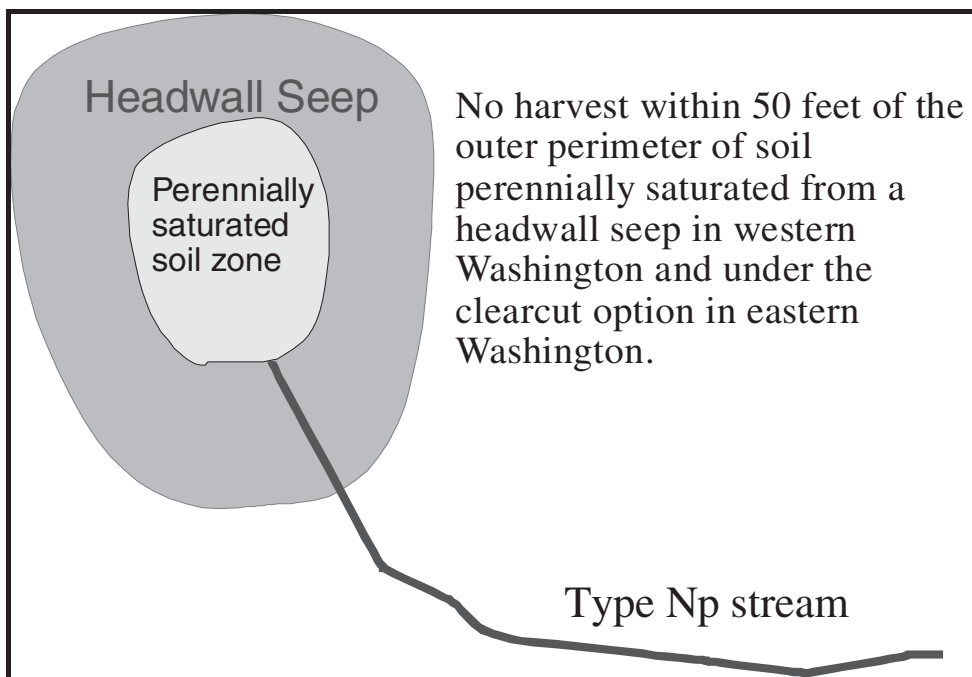 Headwall Seep
Perennially
saturated
soil zone
No harvest within 50 feet of the
outer perimeter of soil
perennially saturated from a
headwall seep in western
Washington and under the
clearcut option in eastern
Washington.
Type Np stream